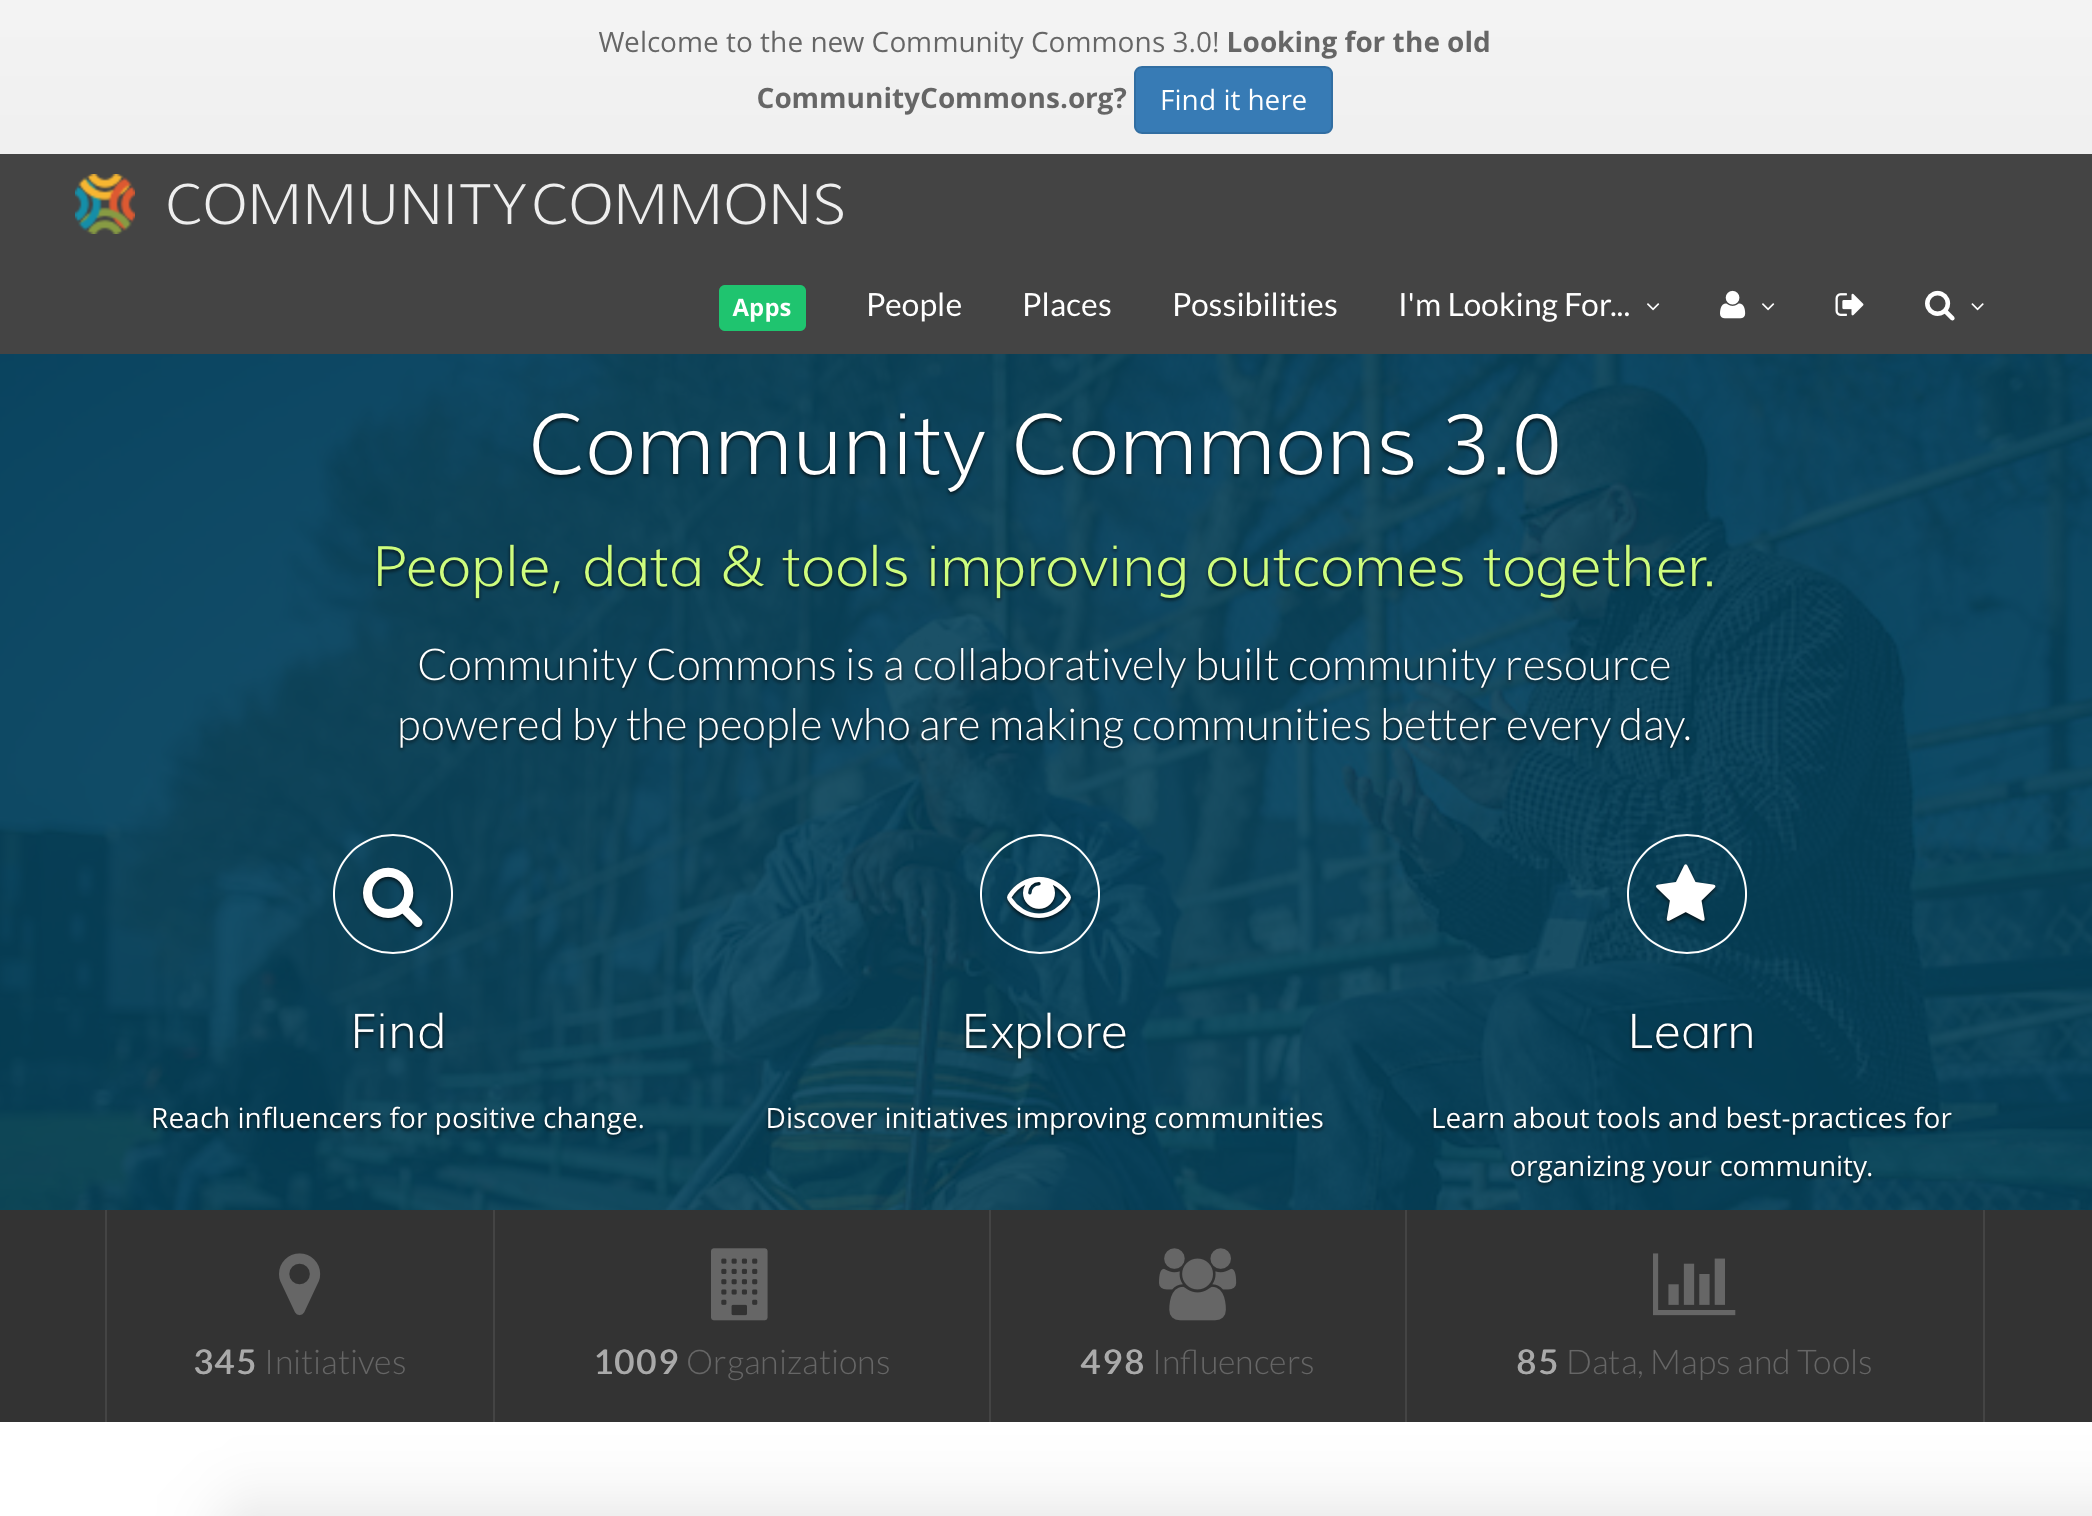 Welcome to the new Community Commons 3.0! Looking for the old
CommunityCommons.org? Find it here
COMMUNITYCOMMONS
Apps People Places Possibilities I'm Looking For...
Community Commons 3.0
People, data & tools improving outcomes together.
Community Commons is a collaboratively built community resource
powered by the people who are making communities better every day.
Find Explore Learn
Reach influencers for positive change. Discover initiatives improving communities Learn about tools and best-practices for
organizing your community.
345 Initiatives 1009 Organizations 498 Influencers 85 Data, Maps and Tools